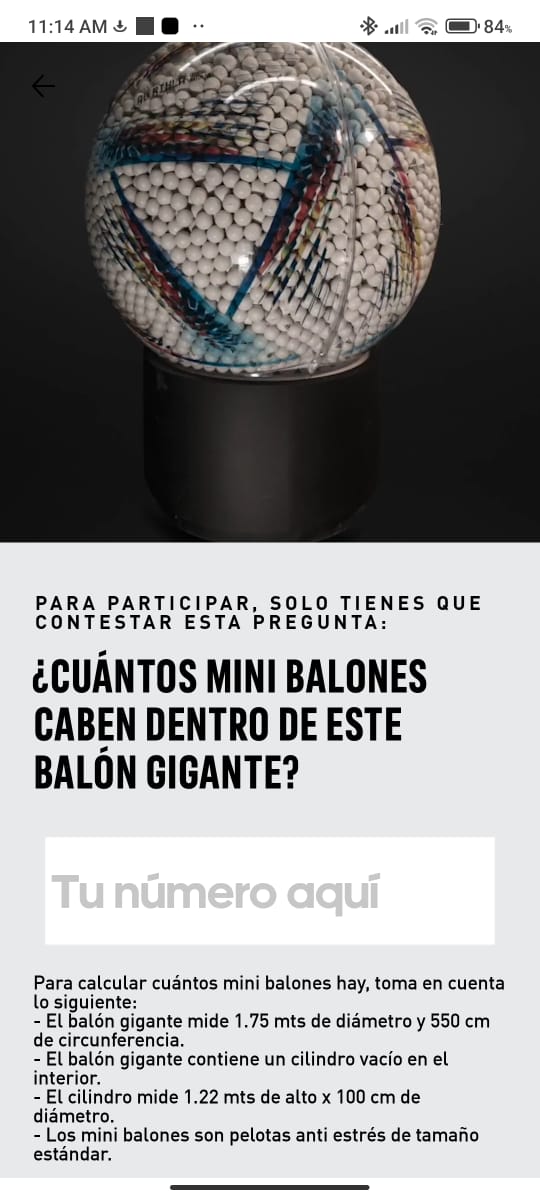 11:14 AM
84%
PARA PARTICIPAR, SOLO TIENES QUE
CONTESTAR ESTA PREGUNTA:
¿CUÁNTOS MINI BALONES
CABEN DENTRO DE ESTE
BALÓN GIGANTE?
Tu número aquí
Para calcular cuántos mini balones hay, toma en cuenta
lo siguiente:
- El balón gigante mide 1.75 mts de diámetro y 550 cm
de circunferencia.
- El balón gigante contiene un cilindro vacío en el
interior.
- El cilindro mide 1.22 mts de alto x 100 cm de
diámetro.
- Los mini balones son pelotas anti estrés de tamaño
estándar.